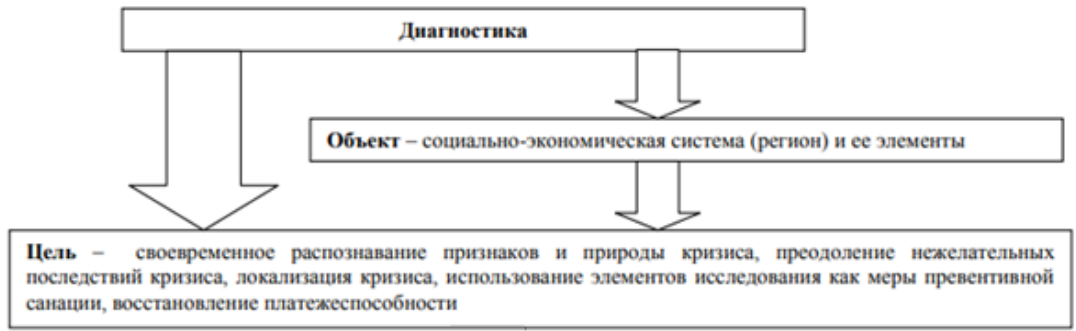 Диагностика
Объект – социально-экономическая система (регион) и ее элементы
Цель – своевременное распознавание признаков и природы кризиса, преодоление нежелательных
последствий кризиса, локализация кризиса, использование элементов исследования как меры превентивной
санации, восстановление платежеспособности